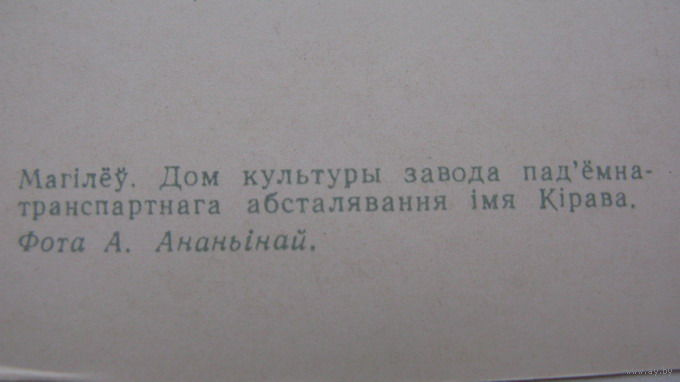 Магілёў. Дом культуры завода пад'ёмна-
транспартнага абсталявання імя Кірава.
Фота А. Ананьінай.